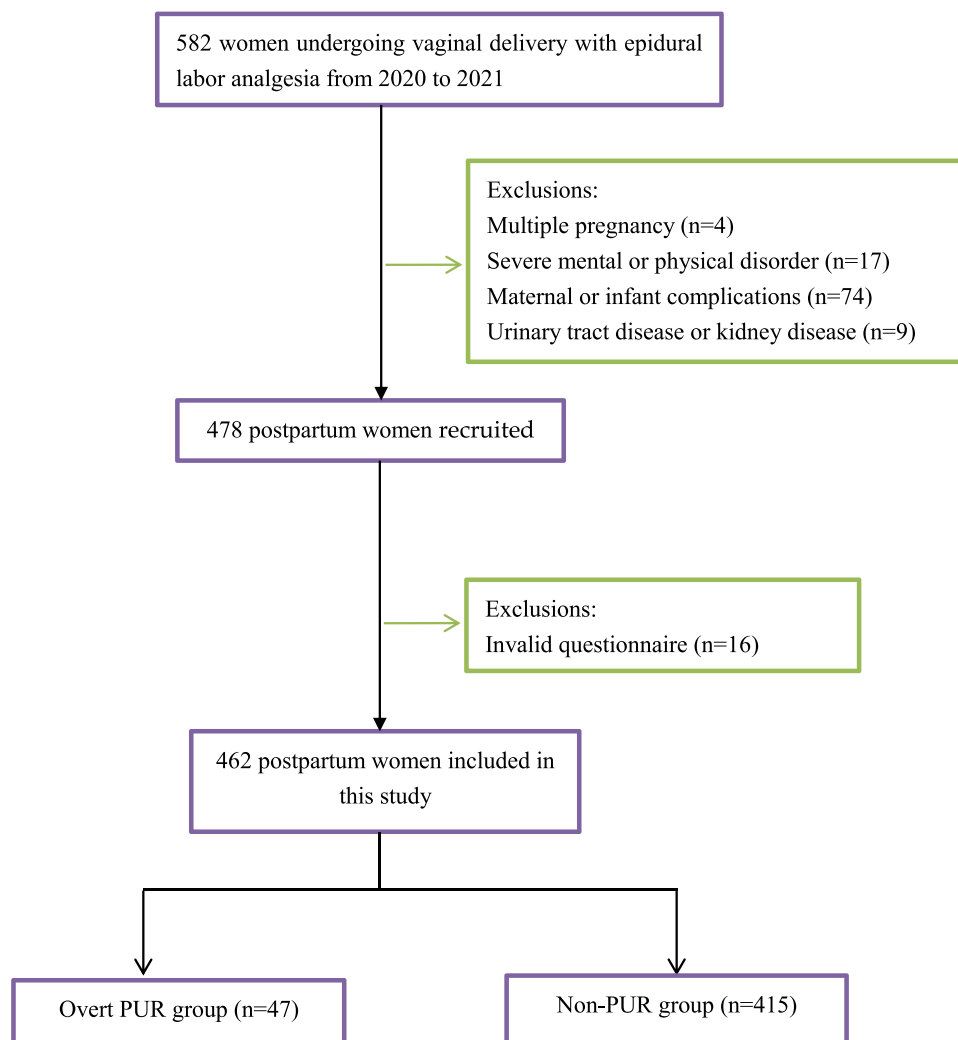 582 women undergoing vaginal delivery with epidural
labor analgesia from 2020 to 2021
Exclusions:
Multiple pregnancy (n=4)
Severe mental or physical disorder (n=17)
Maternal or infant complications (n=74)
Urinary tract disease or kidney disease (n=9)
478 postpartum women recruited
Exclusions:
Invalid questionnaire (n=16)
462 postpartum women included in
this study
Overt PUR group (n=47)
Non-PUR group (n=415)